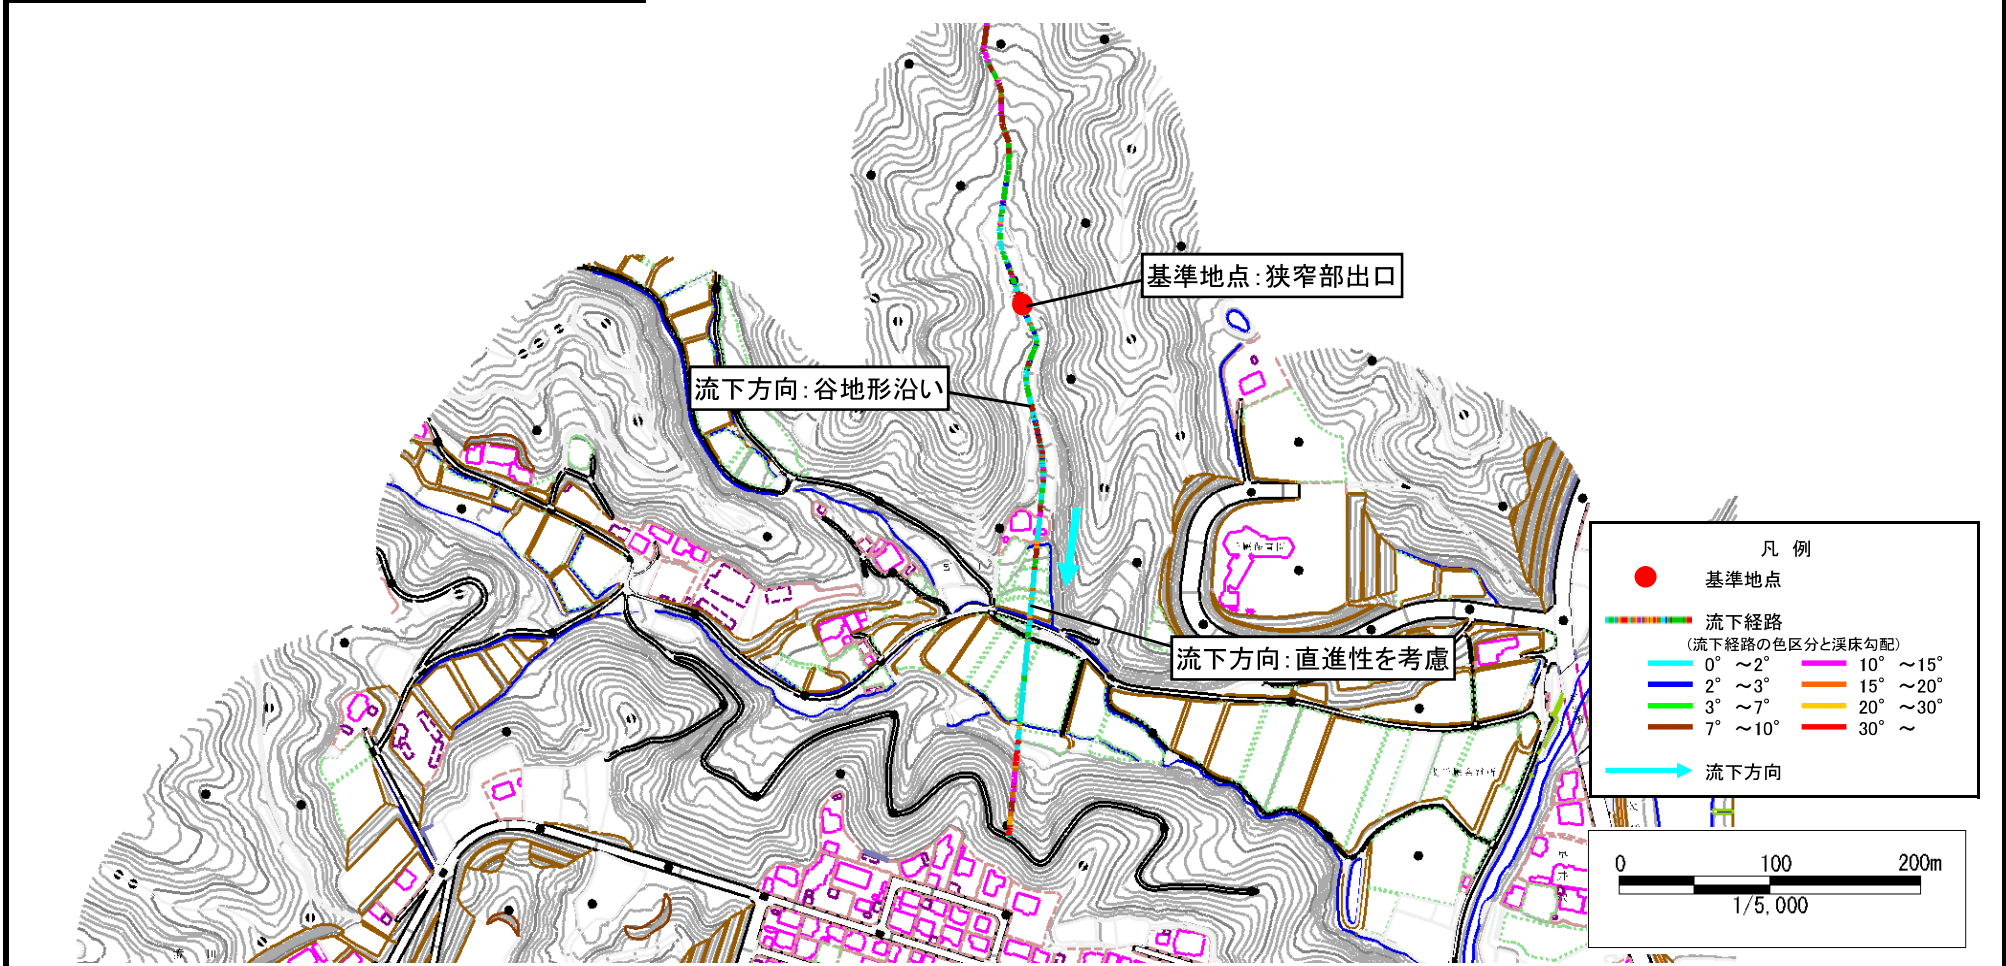 基準地点：狭窄部出口
流下方向：谷地形沿い
流下方向：直進性を考慮
凡 例
基準地点
流下経路
(流下経路の色区分と渓床勾配)
0° ～2° 10° ～15°
2° ～3° 15° ～20°
3° ～7° 20° ～30°
7° ～10° 30° ～
流下方向
0 100 200m
1/5,000